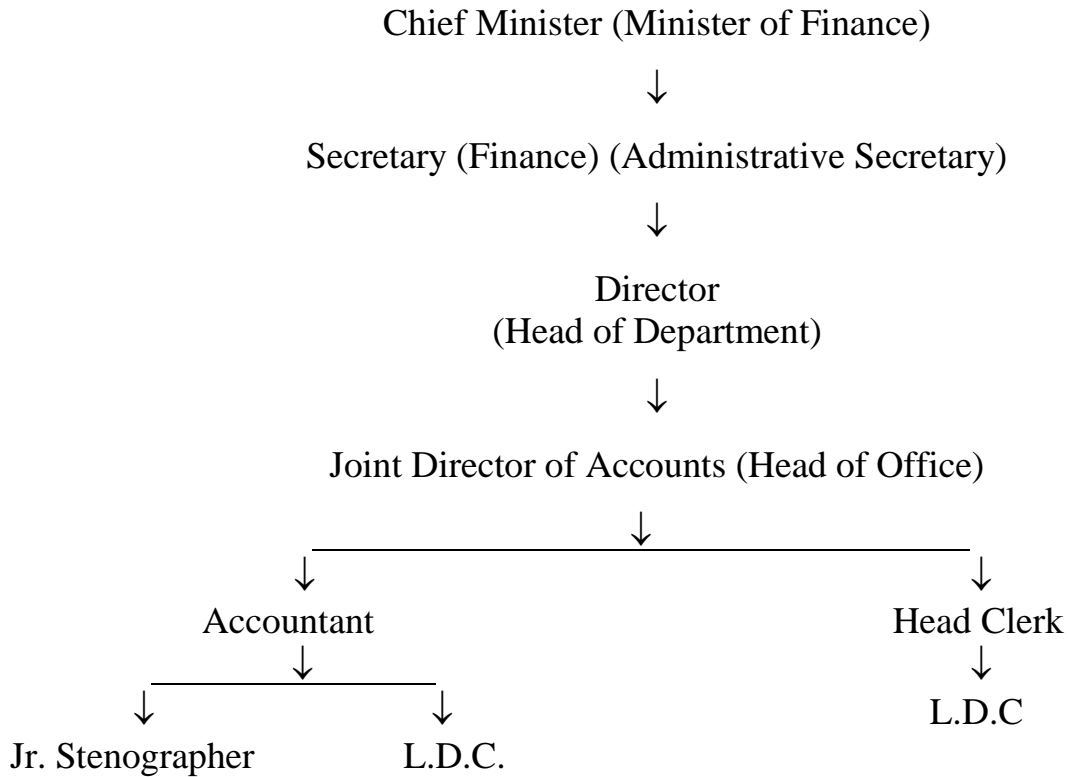 Chief Minister (Minister of Finance)
Secretary (Finance) (Administrative Secretary)
Director
(Head of Department)
Joint Director of Accounts (Head of Office)
Accountant
Head Clerk
Jr. Stenographer
L.D.C.
L.D.C